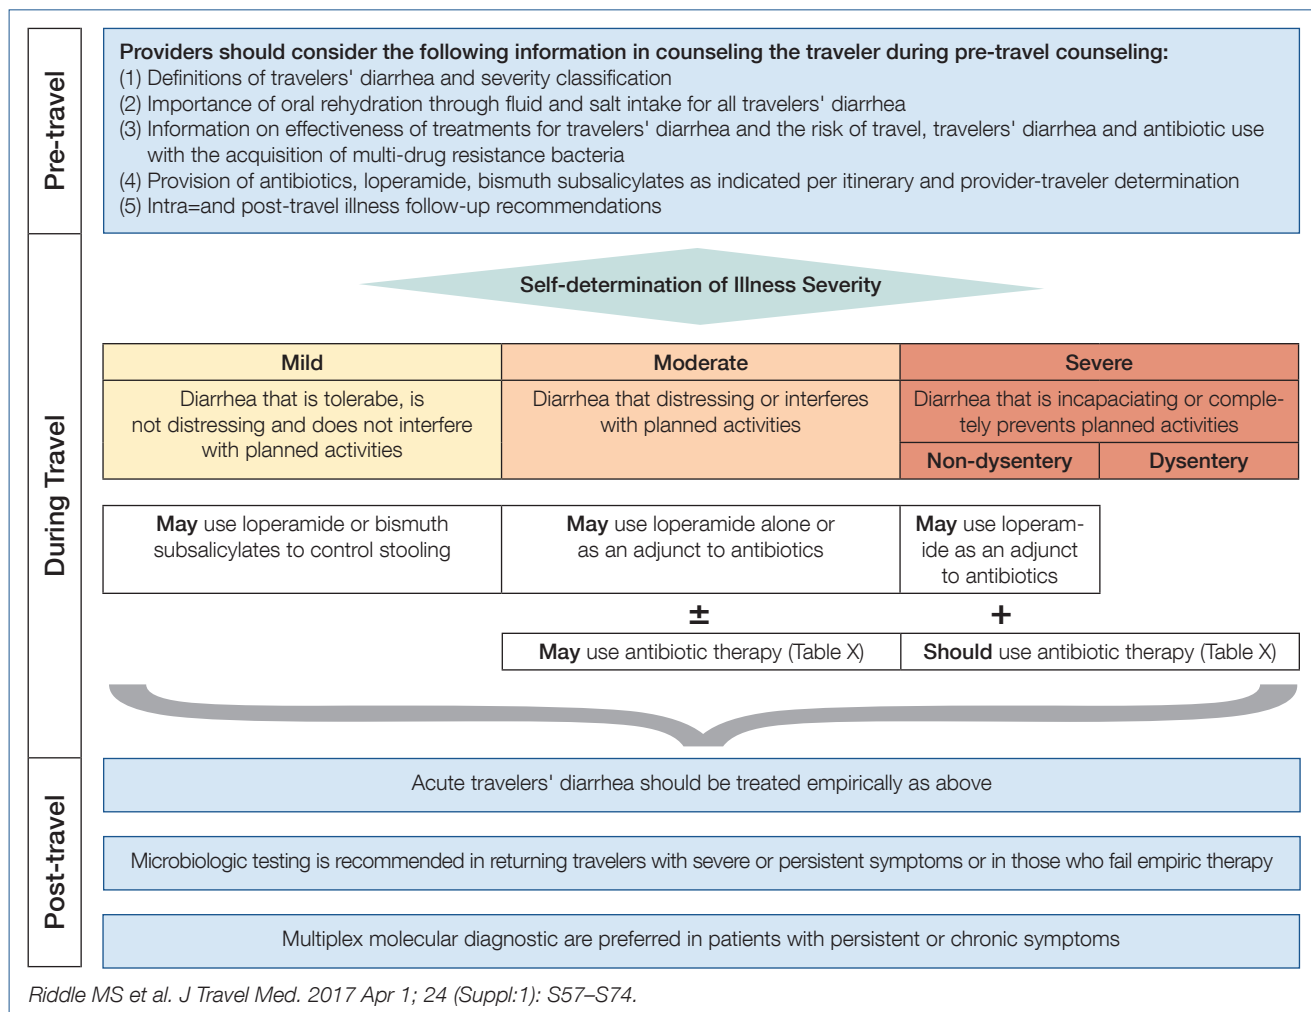 Pre-travel
Providers should consider the following information in counseling the traveler during pre-travel counseling:
(1) Definitions of travelers' diarrhea and severity classification
(2) Importance of oral rehydration through fluid and salt intake for all travelers' diarrhea
(3) Information on effectiveness of treatments for travelers' diarrhea and the risk of travel, travelers' diarrhea and antibiotic use
with the acquisition of multi-drug resistance bacteria
(4) Provision of antibiotics, loperamide, bismuth subsalicylates as indicated per itinerary and provider-traveler determination
(5) Intra=and post-travel illness follow-up recommendations
During Travel
Self-determination of Illness Severity
Mild
Diarrhea that is tolerabe, is
not distressing and does not interfere
with planned activities
Moderate
Diarrhea that distressing or interferes
with planned activities
Severe
Diarrhea that is incapaciating or comple-
tely prevents planned activities
Non-dysentery
Dysentery
May use loperamide or bismuth
subsalicylates to control stooling
May use loperamide alone or
as an adjunct to antibiotics
May use loperam-
ide as an adjunct
to antibiotics
±
+
May use antibiotic therapy (Table X)
Should use antibiotic therapy (Table X)
Post-travel
Acute travelers' diarrhea should be treated empirically as above
Microbiologic testing is recommended in returning travelers with severe or persistent symptoms or in those who fail empiric therapy
Multiplex molecular diagnostic are preferred in patients with persistent or chronic symptoms
Riddle MS et al. J Travel Med. 2017 Apr 1; 24 (Suppl:1): S57–S74.